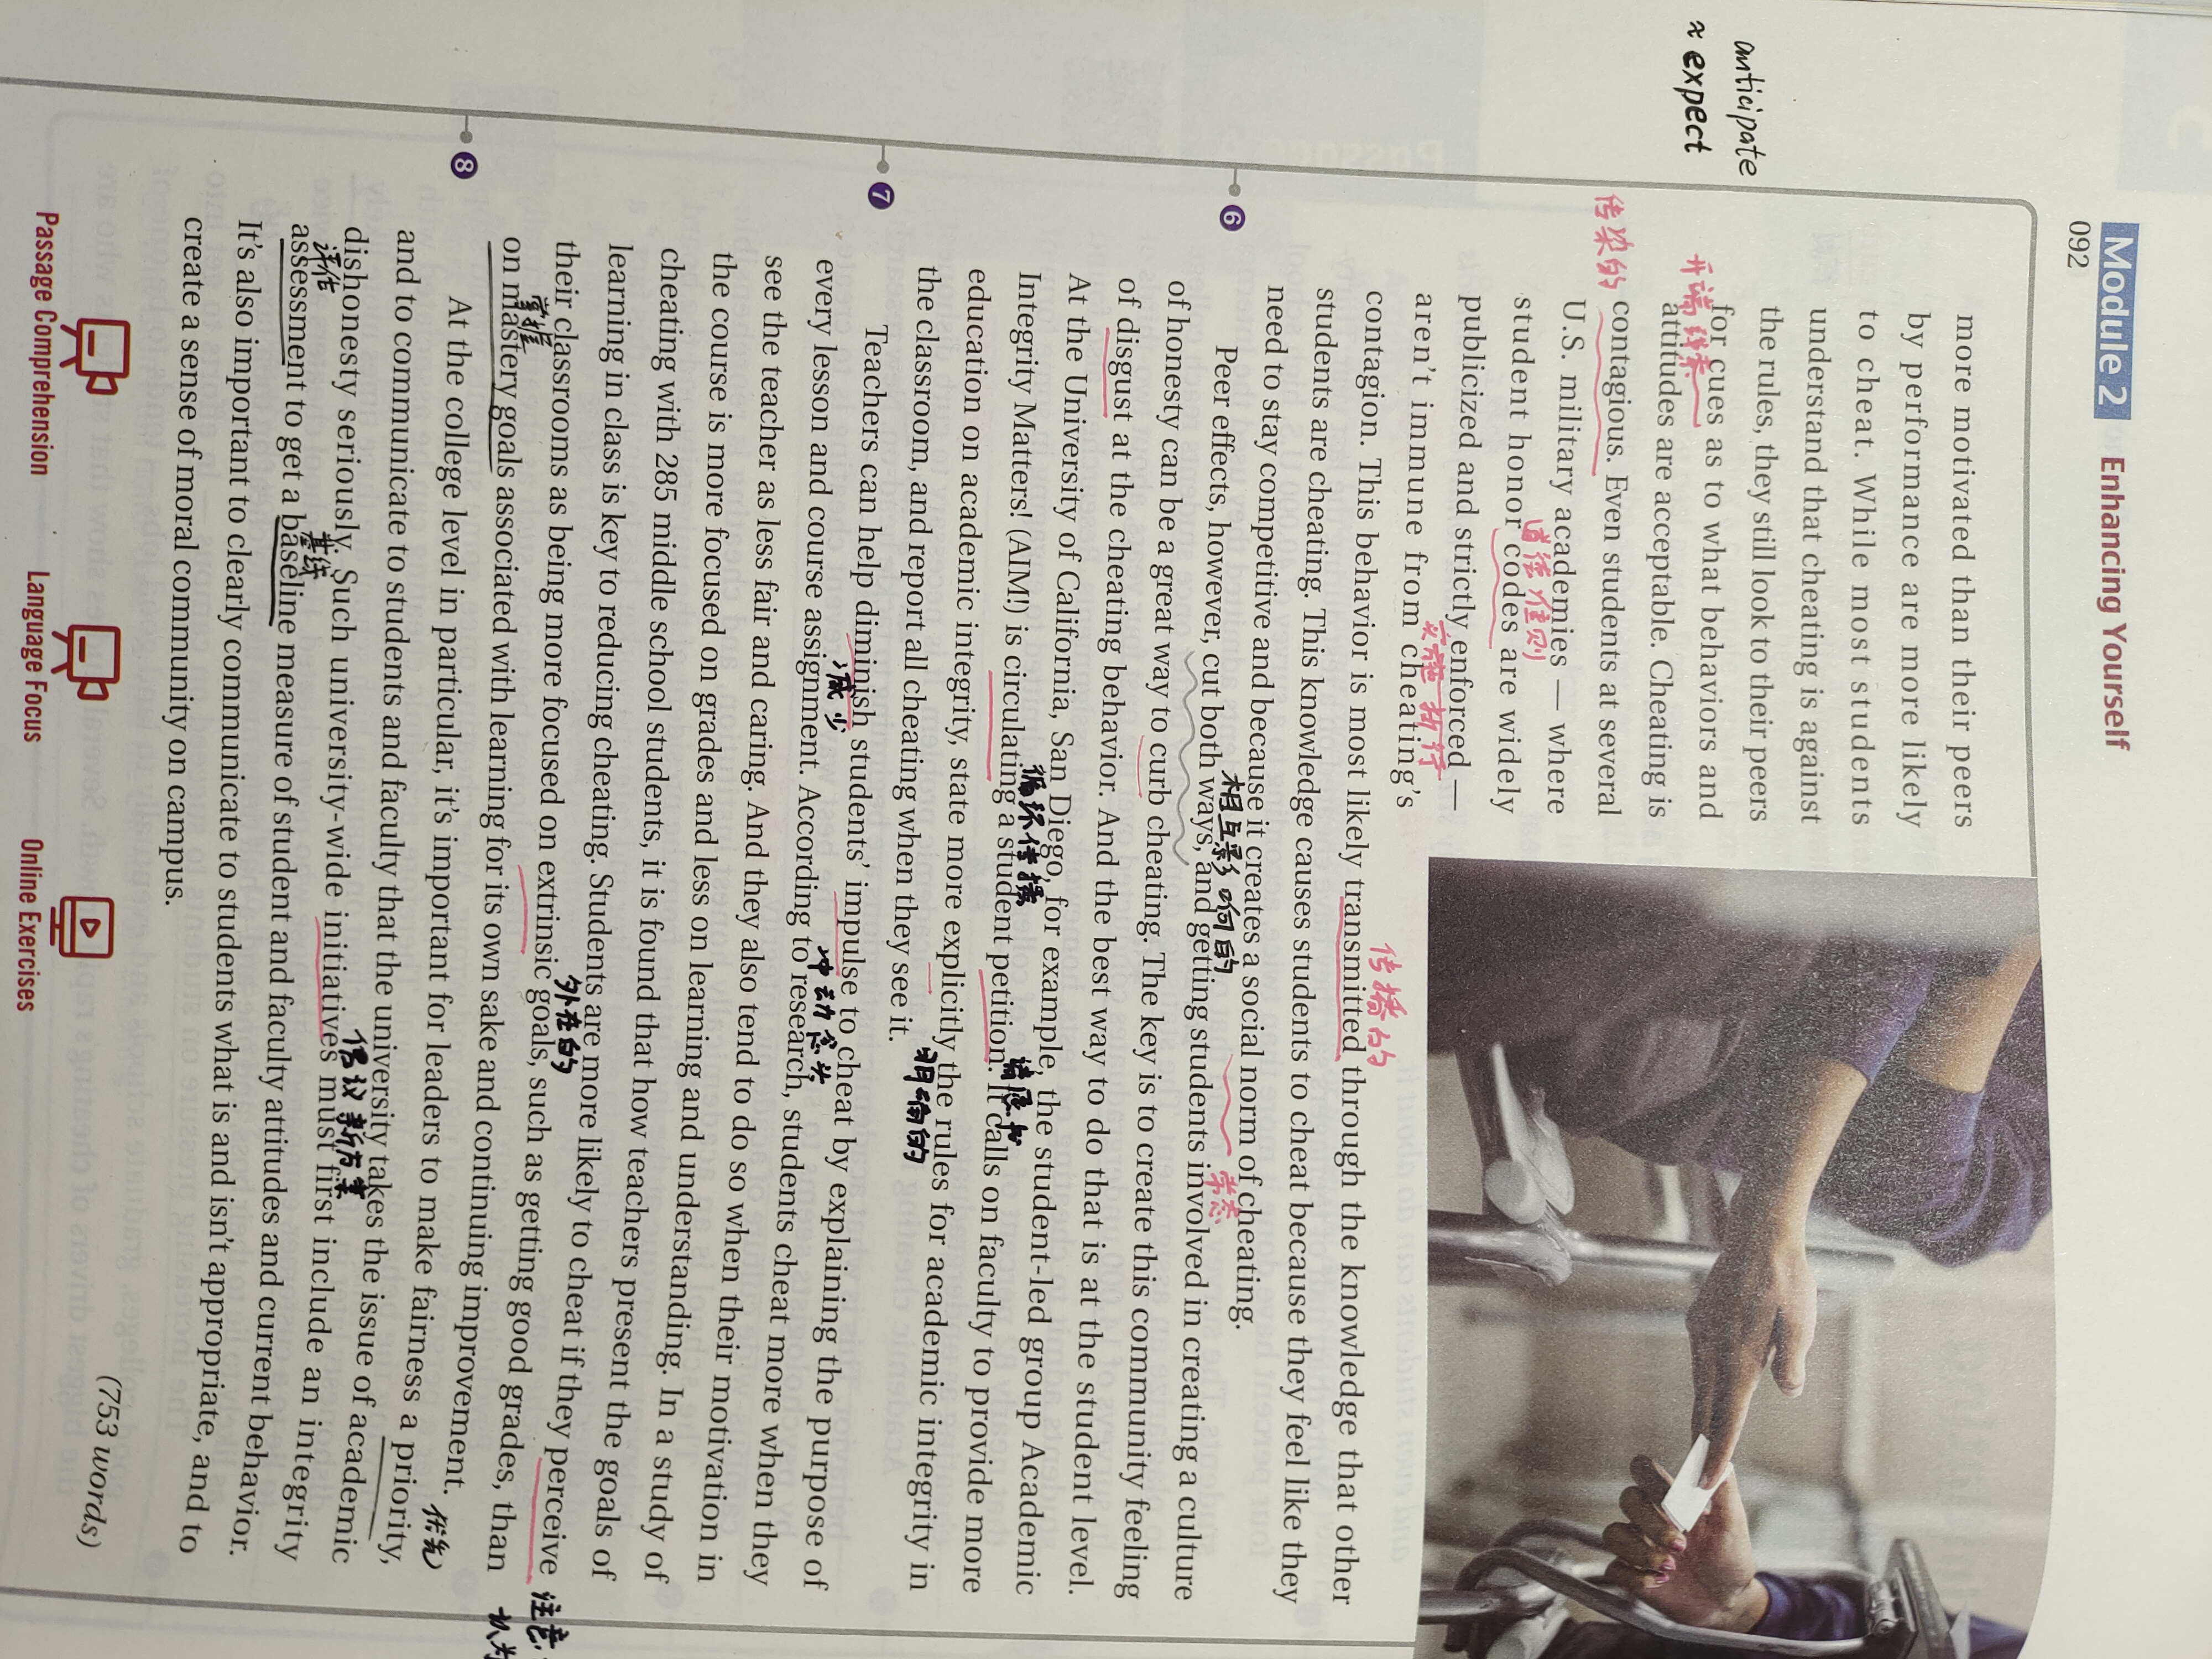 Module 2 Enhancing Yourself
092
more motivated than their peers
by performance are more likely
to cheat. While most students
understand that cheating is against
the rules, they still look to their peers
anticipate
≈ expect
for cues as to what behaviors and
开端 线索
attitudes are acceptable. Cheating is
传染的
contagious. Even students at several
U.S. military academies — where
道德准则
student honor codes are widely
publicized and strictly enforced —
实施 执行
aren't immune from cheating's
传播的
contagion. This behavior is most likely transmitted through the knowledge that other
students are cheating. This knowledge causes students to cheat because they feel like they
need to stay competitive and because it creates a social norm of cheating.
相互影响的
常态
6
Peer effects, however, cut both ways, and getting students involved in creating a culture
of honesty can be a great way to curb cheating. The key is to create this community feeling
of disgust at the cheating behavior. And the best way to do that is at the student level.
At the University of California, San Diego, for example, the student-led group Academic
循环传播
请愿书
Integrity Matters! (AIM!) is circulating a student petition. It calls on faculty to provide more
education on academic integrity, state more explicitly the rules for academic integrity in
明确的
the classroom, and report all cheating when they see it.
7
Teachers can help diminish students' impulse to cheat by explaining the purpose of
减少
冲动 念头
every lesson and course assignment. According to research, students cheat more when they
see the teacher as less fair and caring. And they also tend to do so when their motivation in
the course is more focused on grades and less on learning and understanding. In a study of
cheating with 285 middle school students, it is found that how teachers present the goals of
learning in class is key to reducing cheating. Students are more likely to cheat if they perceive
注意
外在的
their classrooms as being more focused on extrinsic goals, such as getting good grades, than
认为
掌握
on mastery goals associated with learning for its own sake and continuing improvement.
优先
8
At the college level in particular, it's important for leaders to make fairness a priority,
and to communicate to students and faculty that the university takes the issue of academic
倡议 新方案
dishonesty seriously. Such university-wide initiatives must first include an integrity
评估
基线
assessment to get a baseline measure of student and faculty attitudes and current behavior.
It's also important to clearly communicate to students what is and isn't appropriate, and to
create a sense of moral community on campus.
(753 words)
Passage Comprehension Language Focus Online Exercises